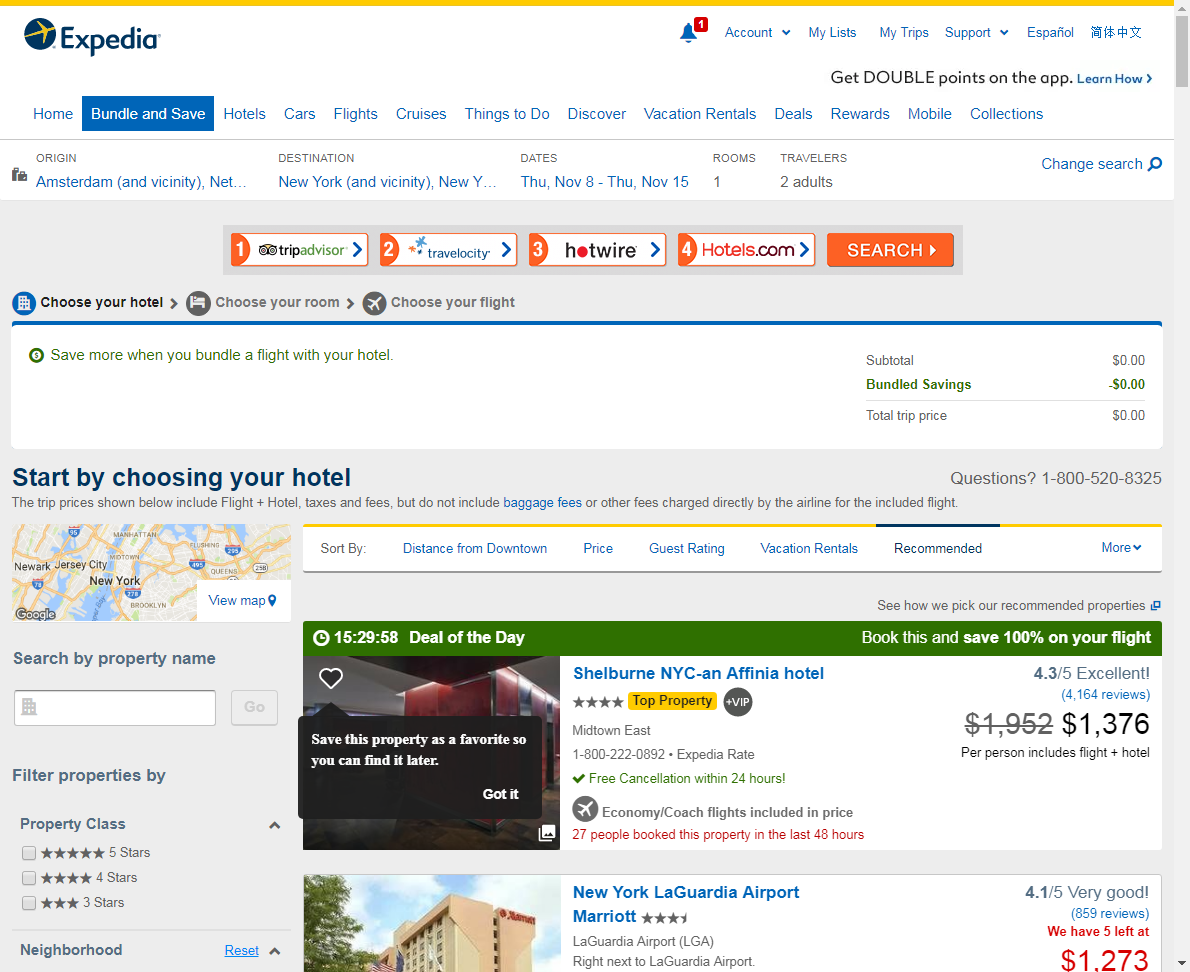 Expedia
1
Account
My Lists
My Trips
Support
Español
简体中文
Get DOUBLE points on the app. Learn How
Home
Bundle and Save
Hotels
Cars
Flights
Cruises
Things to Do
Discover
Vacation Rentals
Deals
Rewards
Mobile
Collections
ORIGIN
Amsterdam (and vicinity), Net...
DESTINATION
New York (and vicinity), New Y...
DATES
Thu, Nov 8 - Thu, Nov 15
ROOMS
1
TRAVELERS
2 adults
Change search
1 tripadvisor
2 travelocity
3 hotwire
4 Hotels.com
SEARCH
Choose your hotel
Choose your room
Choose your flight
Save more when you bundle a flight with your hotel.
Subtotal $0.00
Bundled Savings -$0.00
Total trip price $0.00
Start by choosing your hotel
Questions? 1-800-520-8325
The trip prices shown below include Flight + Hotel, taxes and fees, but do not include baggage fees or other fees charged directly by the airline for the included flight.
95
MANHATTAN
FLUSHING
295
MIDTOWN
Newark
Jersey City
495
QUEENS
25B
New York
78
278
BROOKLYN
Google
View map
Search by property name
Go
Filter properties by
Property Class
5 Stars
4 Stars
3 Stars
Neighborhood
Reset
Sort By:
Distance from Downtown
Price
Guest Rating
Vacation Rentals
Recommended
More
See how we pick our recommended properties
15:29:58 Deal of the Day
Book this and save 100% on your flight
Save this property as a favorite so
you can find it later.
Got it
Shelburne NYC-an Affinia hotel
Top Property
+VIP
Midtown East
1-800-222-0892 • Expedia Rate
Free Cancellation within 24 hours!
Economy/Coach flights included in price
27 people booked this property in the last 48 hours
4.3/5 Excellent!
(4,164 reviews)
$1,952 $1,376
Per person includes flight + hotel
Marriott
New York LaGuardia Airport
Marriott
LaGuardia Airport (LGA)
Right next to LaGuardia Airport.
4.1/5 Very good!
(859 reviews)
We have 5 left at
$1,273